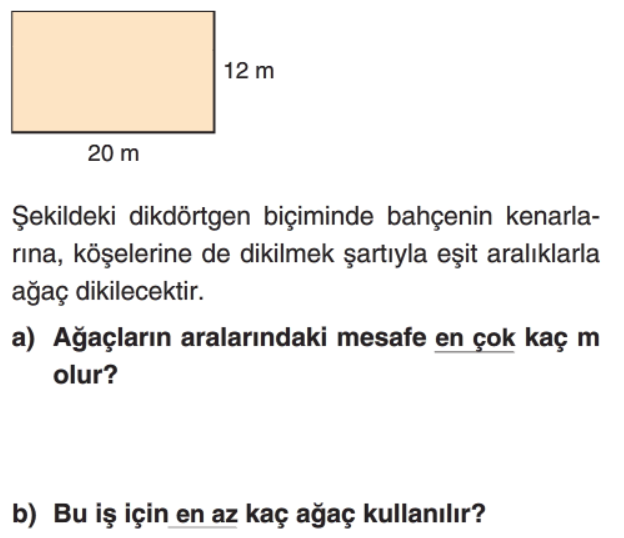 12 m
20 m
Şekildeki dikdörtgen biçiminde bahçenin kenarla-
rına, köşelerine de dikilmek şartıyla eşit aralıklarla
ağaç dikilecektir.
a) Ağaçların aralarındaki mesafe en çok kaç m
olur?
b) Bu iş için en az kaç ağaç kullanılır?